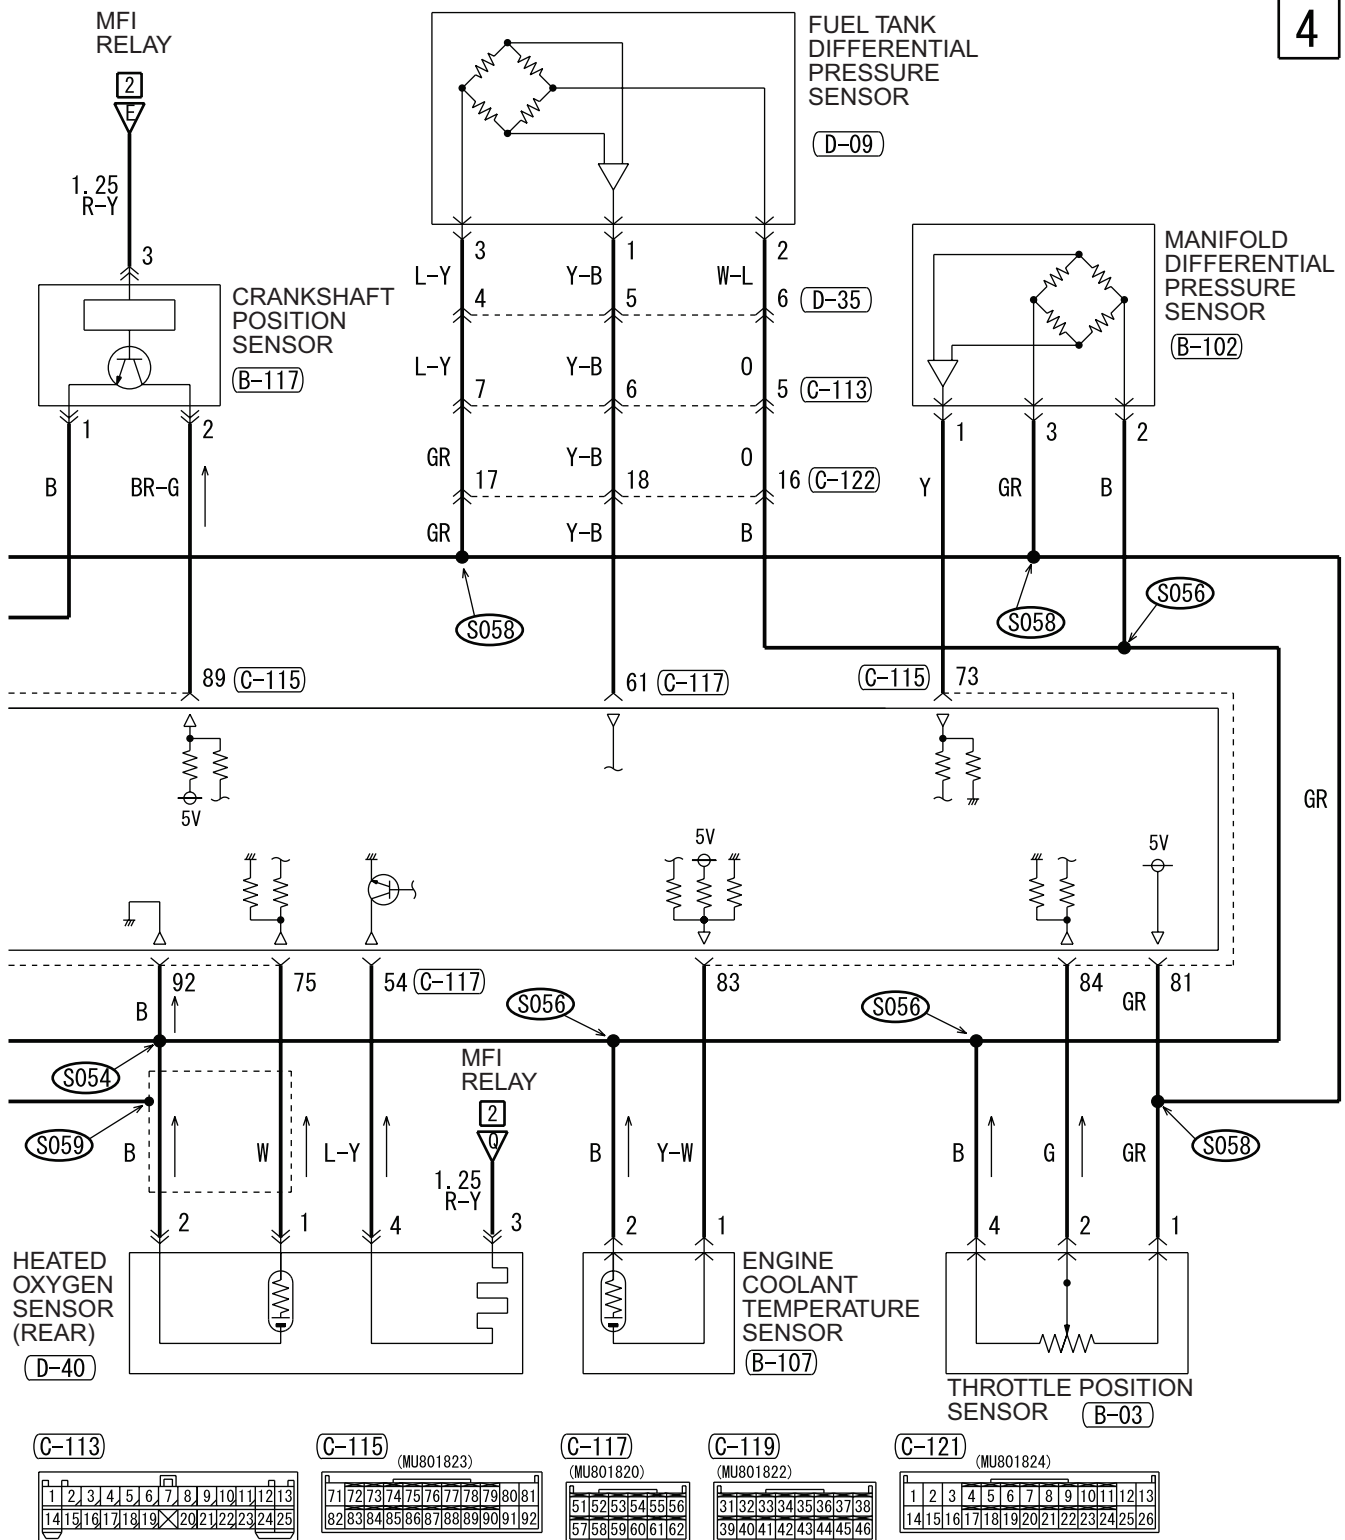 MFI
RELAY
2
E
1.25
R-Y
3
CRANKSHAFT
POSITION
SENSOR
B-117
1
2
B
BR-G
FUEL TANK
DIFFERENTIAL
PRESSURE
SENSOR
D-09
4
3
1
2
L-Y
Y-B
W-L
4
5
6
D-35
L-Y
Y-B
O
7
6
5
C-113
GR
Y-B
O
17
18
16
C-122
GR
Y-B
B
MANIFOLD
DIFFERENTIAL
PRESSURE
SENSOR
B-102
1
3
2
Y
GR
B
S058
S058
S056
89
C-115
61
C-117
C-115
73
5V
5V
5V
GR
92
75
54
C-117
83
84
81
B
GR
S056
S056
S054
S059
S058
MFI
RELAY
2
Q
1.25
R-Y
B
W
L-Y
B
Y-W
B
G
GR
2
1
4
3
2
1
4
2
1
HEATED
OXYGEN
SENSOR
(REAR)
D-40
ENGINE
COOLANT
TEMPERATURE
SENSOR
B-107
THROTTLE POSITION
SENSOR
B-03
C-113
1 2 3 4 5 6 7 8 9 10 11 12 13
14 15 16 17 18 19 20 21 22 23 24 25
C-115
(MU801823)
71 72 73 74 75 76 77 78 79 80 81
82 83 84 85 86 87 88 89 90 91 92
C-117
(MU801820)
51 52 53 54 55 56
57 58 59 60 61 62
C-119
(MU801822)
31 32 33 34 35 36 37 38
39 40 41 42 43 44 45 46
C-121
(MU801824)
1 2 3 4 5 6 7 8 9 10 11 12 13
14 15 16 17 18 19 20 21 22 23 24 25 26